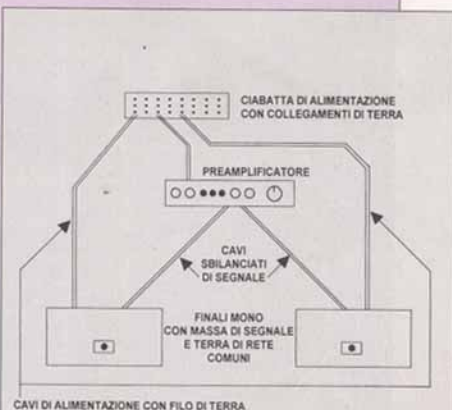 CIABATTA DI ALIMENTAZIONE
CON COLLEGAMENTI DI TERRA
PREAMPLIFICATORE
CAVI
SBILANCIATI
DI SEGNALE
FINALI MONO
CON MASSA DI SEGNALE
E TERRA DI RETE
COMUNI
CAVI DI ALIMENTAZIONE CON FILO DI TERRA